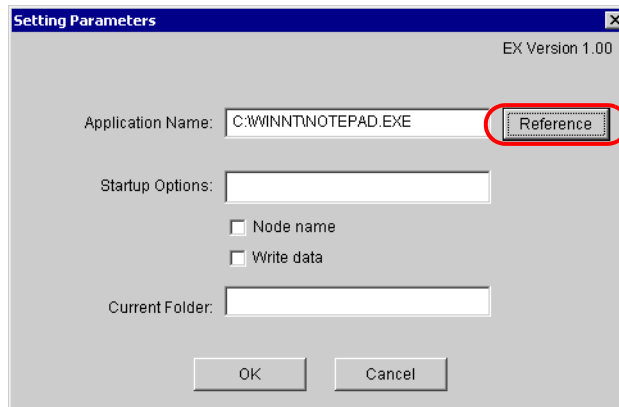 Setting Parameters
EX Version 1.00
Application Name: C:\WINNT\NOTEPAD.EXE Reference
Startup Options:
Node name
Write data
Current Folder:
OK Cancel